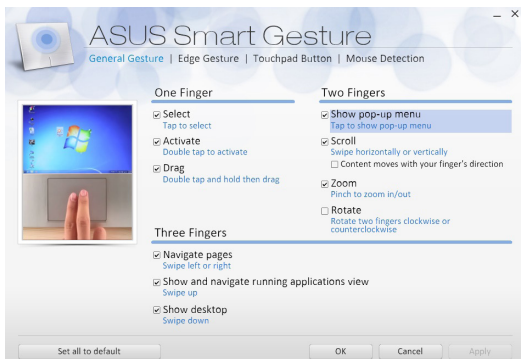 ASUS Smart Gesture
General Gesture | Edge Gesture | Touchpad Button | Mouse Detection
One Finger
Select
Tap to select
Activate
Double tap to activate
Drag
Double tap and hold then drag
Two Fingers
Show pop-up menu
Tap to show pop-up menu
Scroll
Swipe horizontally or vertically
Content moves with your finger's direction
Zoom
Pinch to zoom in/out
Rotate
Rotate two fingers clockwise or
counterclockwise
Three Fingers
Navigate pages
Swipe left or right
Show and navigate running applications view
Swipe up
Show desktop
Swipe down
Set all to default
OK
Cancel
Apply